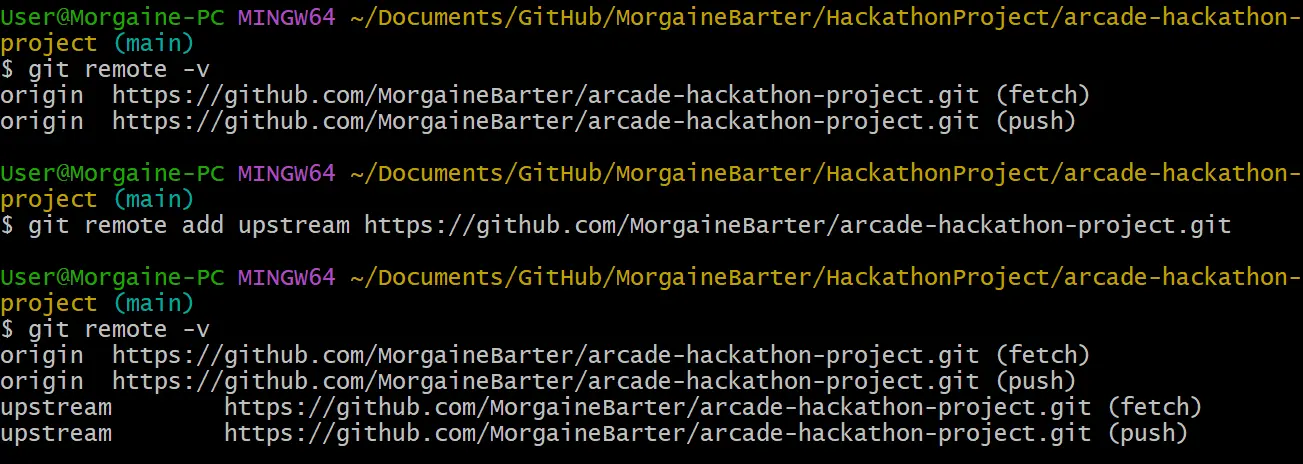 User@Morgaine-PC MINGW64 ~/Documents/GitHub/MorgaineBarter/HackathonProject/arcade-hackathon-
project (main)
$ git remote -v
origin  https://github.com/MorgaineBarter/arcade-hackathon-project.git (fetch)
origin  https://github.com/MorgaineBarter/arcade-hackathon-project.git (push)
User@Morgaine-PC MINGW64 ~/Documents/GitHub/MorgaineBarter/HackathonProject/arcade-hackathon-
project (main)
$ git remote add upstream https://github.com/MorgaineBarter/arcade-hackathon-project.git
User@Morgaine-PC MINGW64 ~/Documents/GitHub/MorgaineBarter/HackathonProject/arcade-hackathon-
project (main)
$ git remote -v
origin  https://github.com/MorgaineBarter/arcade-hackathon-project.git (fetch)
origin  https://github.com/MorgaineBarter/arcade-hackathon-project.git (push)
upstream        https://github.com/MorgaineBarter/arcade-hackathon-project.git (fetch)
upstream        https://github.com/MorgaineBarter/arcade-hackathon-project.git (push)